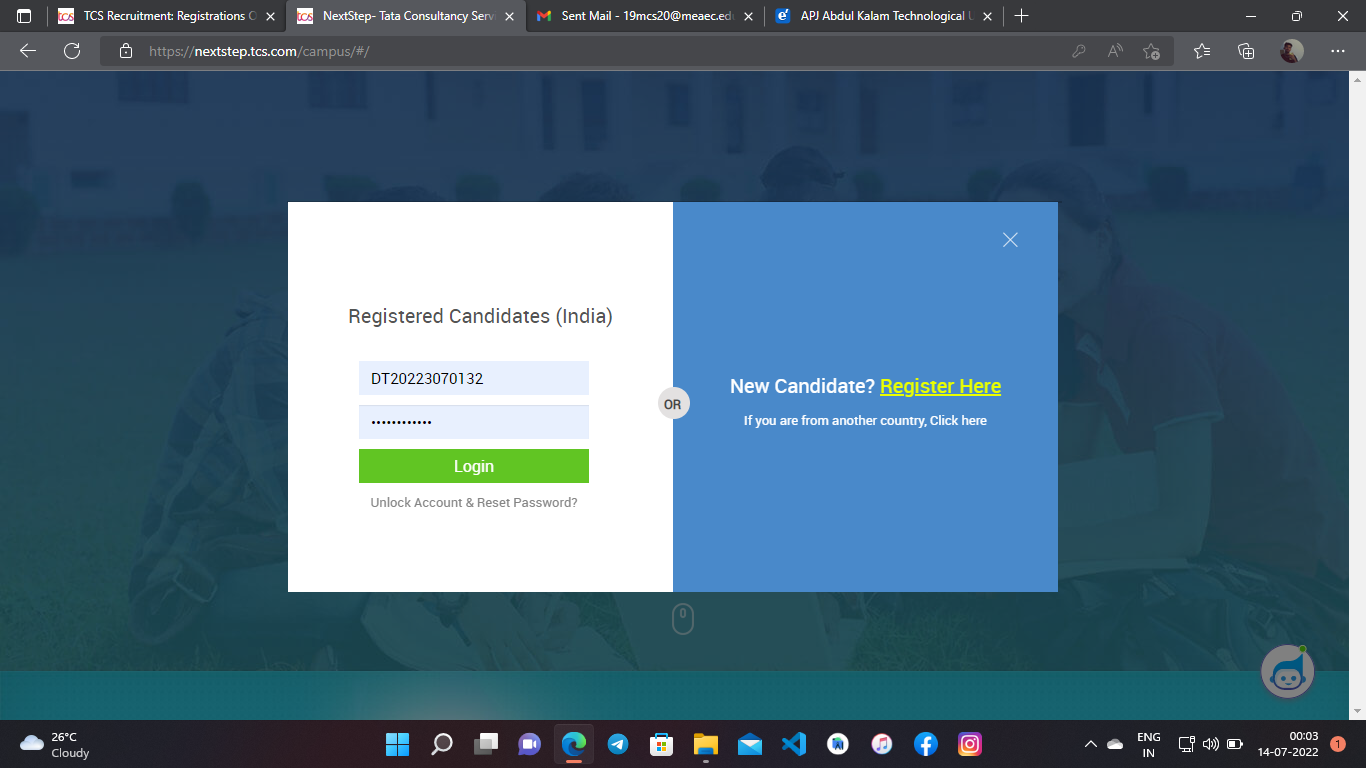 TCS Recruitment: Registrations O
NextStep- Tata Consultancy Serv
Sent Mail - 19mcs20@meaec.edu
APJ Abdul Kalam Technological U
https://nextstep.tcs.com/campus/#/
Registered Candidates (India)
DT20223070132
••••••••••••
Login
Unlock Account & Reset Password?
OR
New Candidate? Register Here
If you are from another country, Click here
26°C
Cloudy
ENG
IN
00:03
14-07-2022
1